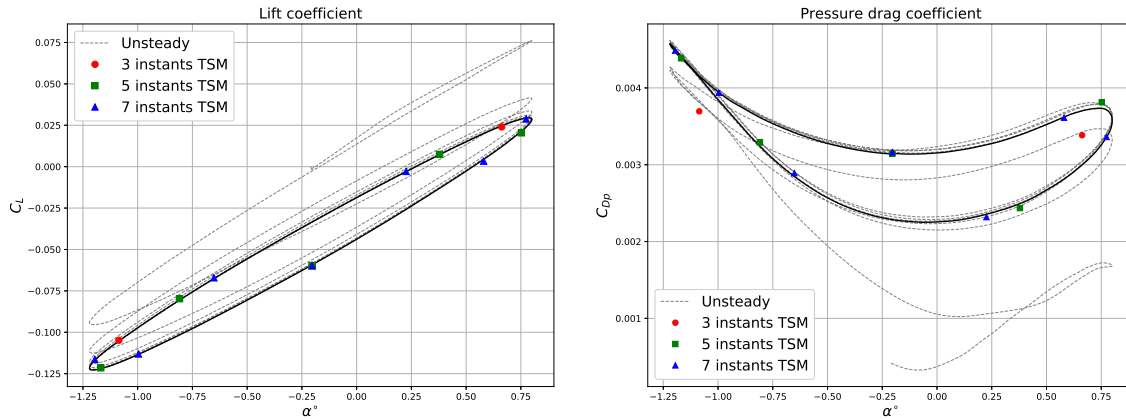 Lift coefficient
Unsteady
3 instants TSM
5 instants TSM
7 instants TSM
0.075
0.050
0.025
0.000
−0.025
−0.050
−0.075
−0.100
−0.125
C_L
−1.25 −1.00 −0.75 −0.50 −0.25 0.00 0.25 0.50 0.75
α°
Pressure drag coefficient
0.004
0.003
0.002
0.001
C_{Dp}
Unsteady
3 instants TSM
5 instants TSM
7 instants TSM
−1.25 −1.00 −0.75 −0.50 −0.25 0.00 0.25 0.50 0.75
α°